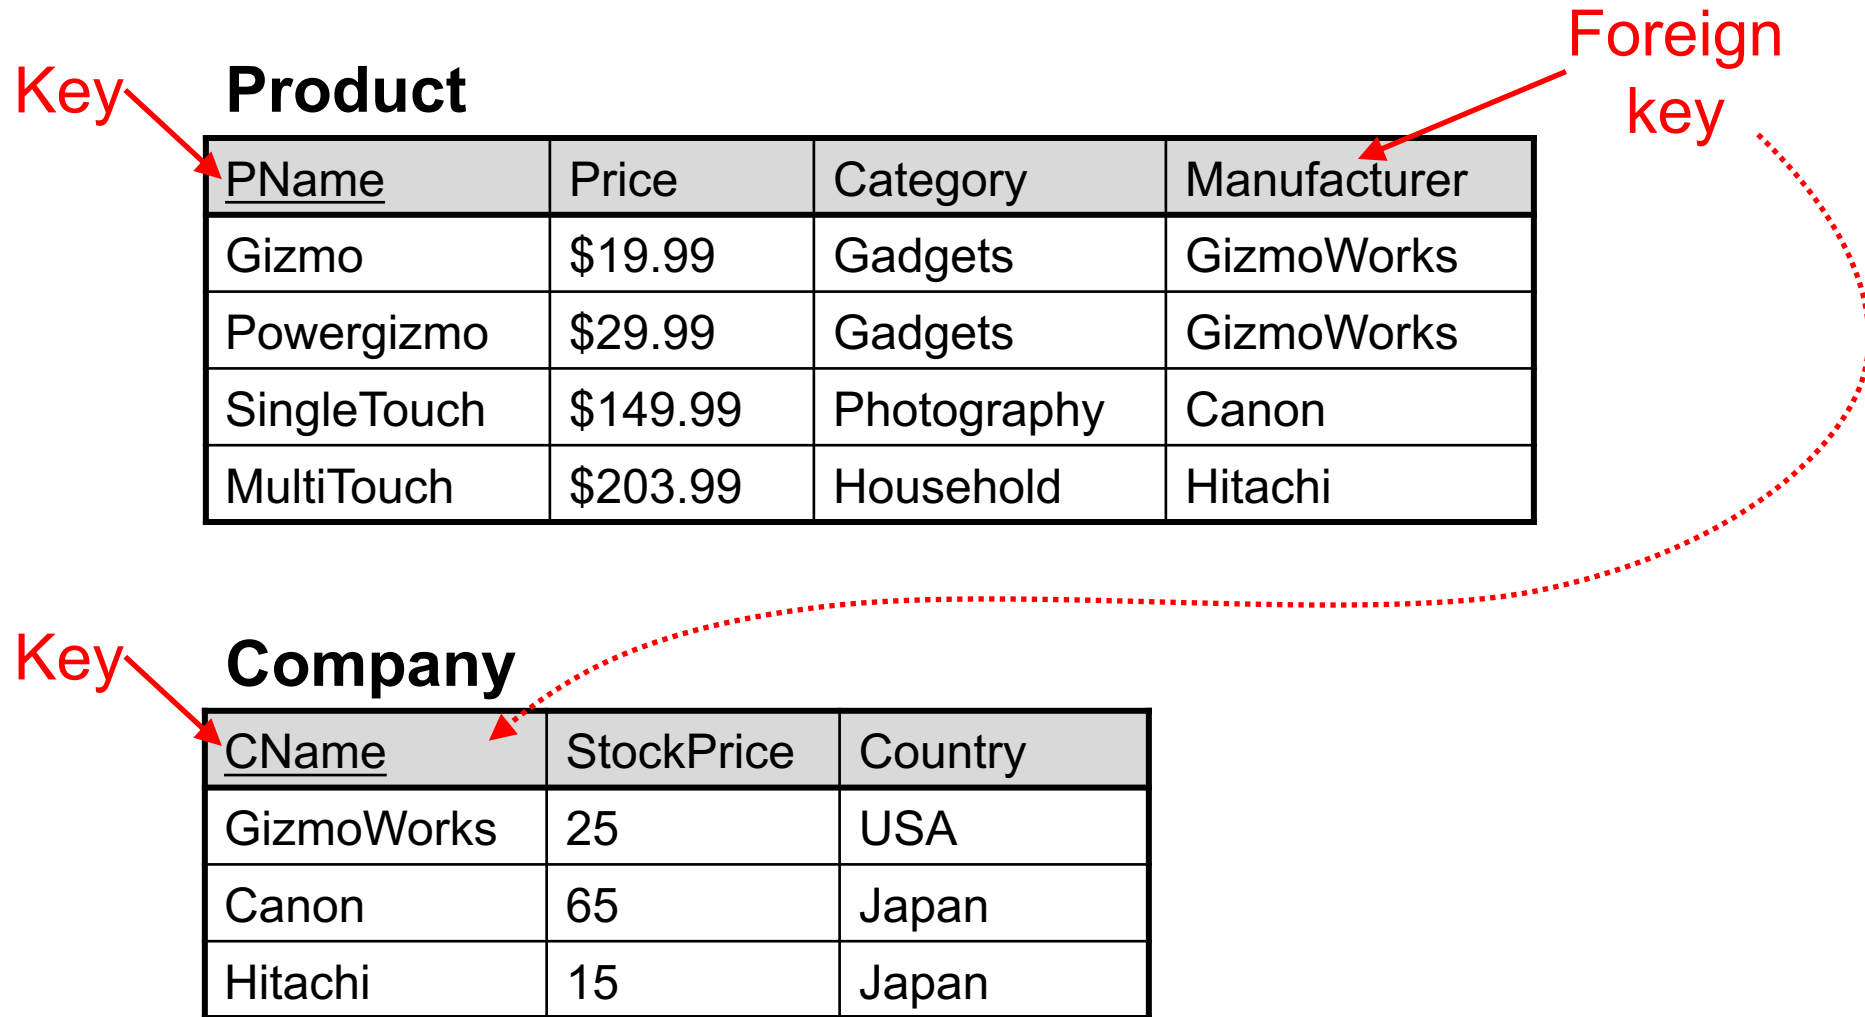 Foreign
key
Key
Product
PName Price Category Manufacturer
Gizmo $19.99 Gadgets GizmoWorks
Powergizmo $29.99 Gadgets GizmoWorks
SingleTouch $149.99 Photography Canon
MultiTouch $203.99 Household Hitachi
Key
Company
CName StockPrice Country
GizmoWorks 25 USA
Canon 65 Japan
Hitachi 15 Japan